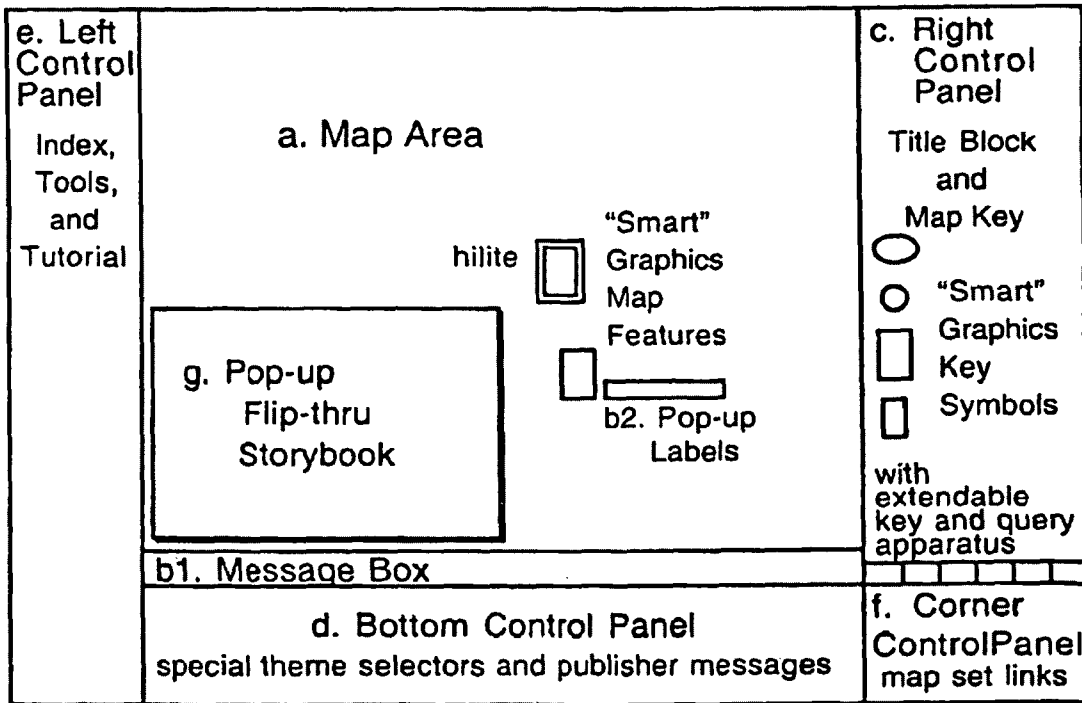 e. Left
Control
Panel
Index,
Tools,
and
Tutorial
a. Map Area
hilite
“Smart”
Graphics
Map
Features
b2. Pop-up
Labels
g. Pop-up
Flip-thru
Storybook
b1. Message Box
d. Bottom Control Panel
special theme selectors and publisher messages
c. Right
Control
Panel
Title Block
and
Map Key
“Smart”
Graphics
Key
Symbols
with
extendable
key and query
apparatus
f. Corner
ControlPanel
map set links